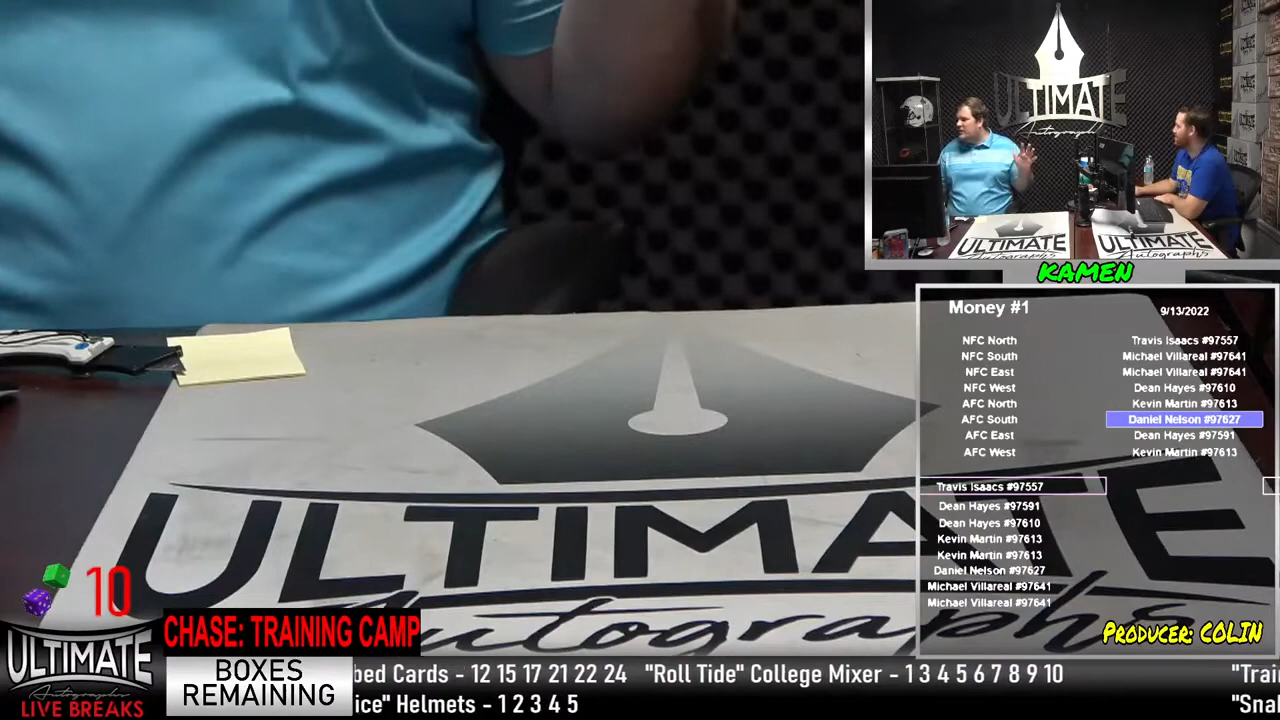 ULTIMATE
Autographs
ULTIMATE
Autographs
ULTIMATE
Autographs
KAMEN
Money #1
9/13/2022
NFC North Travis Isaacs #97557
NFC South Michael Villareal #97641
NFC East Michael Villareal #97641
NFC West Dean Hayes #97610
AFC North Kevin Martin #97613
AFC South Daniel Nelson #97627
AFC East Dean Hayes #97591
AFC West Kevin Martin #97613
Travis Isaacs #97557
Dean Hayes #97591
Dean Hayes #97610
Kevin Martin #97613
Kevin Martin #97613
Daniel Nelson #97627
Michael Villareal #97641
Michael Villareal #97641
Producer: COLIN
ULTIMATE
Autographs
10
CHASE: TRAINING CAMP
ULTIMATE
Autographs
LIVE BREAKS
BOXES
REMAINING
bed Cards - 12 15 17 21 22 24 "Roll Tide" College Mixer - 1 3 4 5 6 7 8 9 10 "Trai
ice" Helmets - 1 2 3 4 5 "Sna